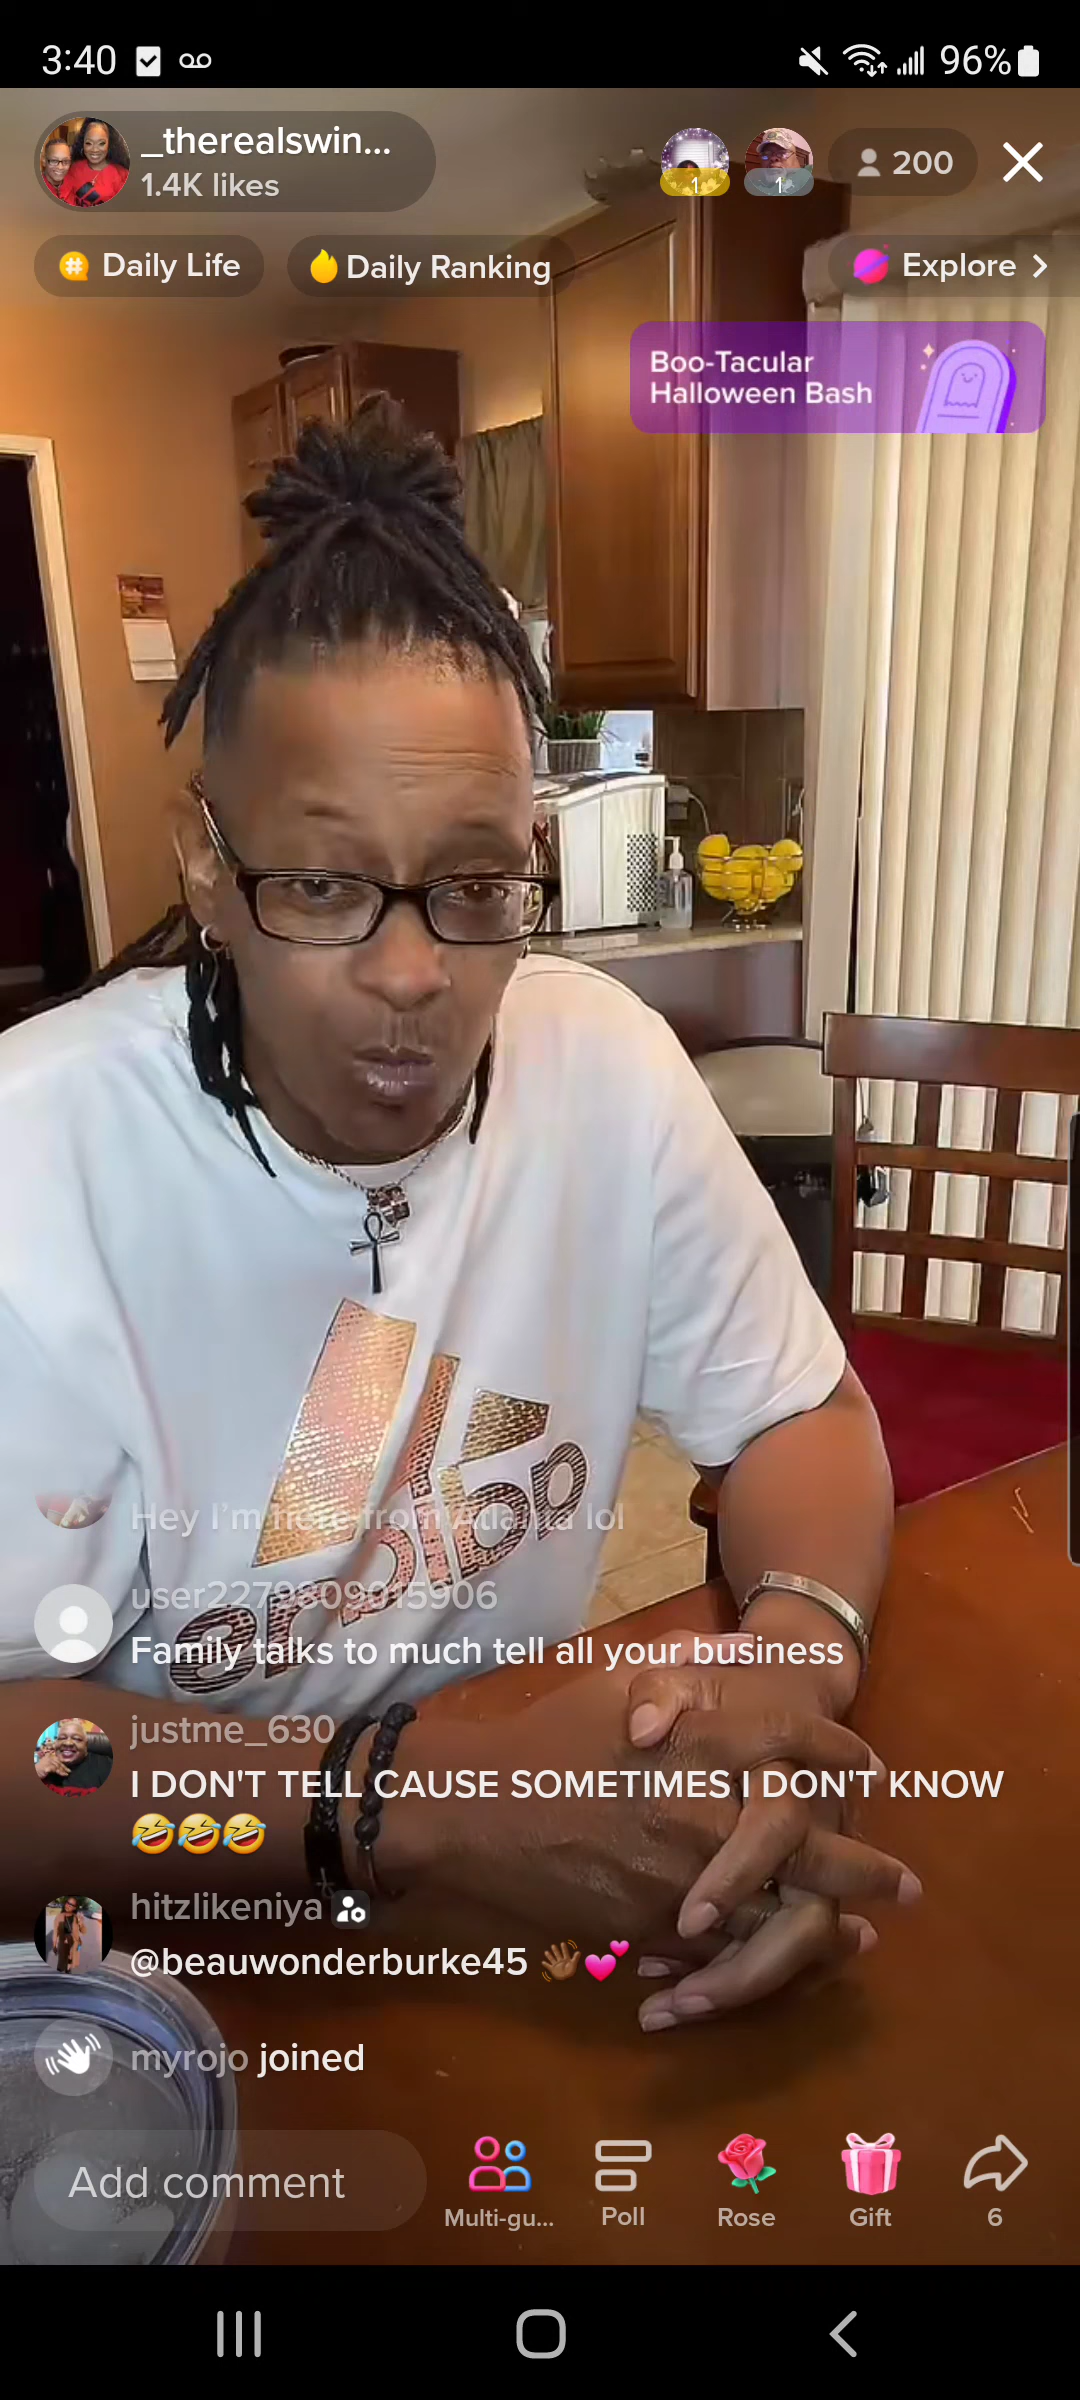 3:40
96%
_therealswin...
1.4K likes
1
1
200
Daily Life
Daily Ranking
Explore >
Boo-Tacular
Halloween Bash
adidas
Hey I'm here from Atlanta lol
user2279809015906
Family talks to much tell all your business
justme_630
I DON'T TELL CAUSE SOMETIMES I DON'T KNOW
🤣🤣🤣
hitzlikeniya
@beauwonderburke45 👋🏾💕
myrojo joined
Add comment
Multi-gu...
Poll
Rose
Gift
6